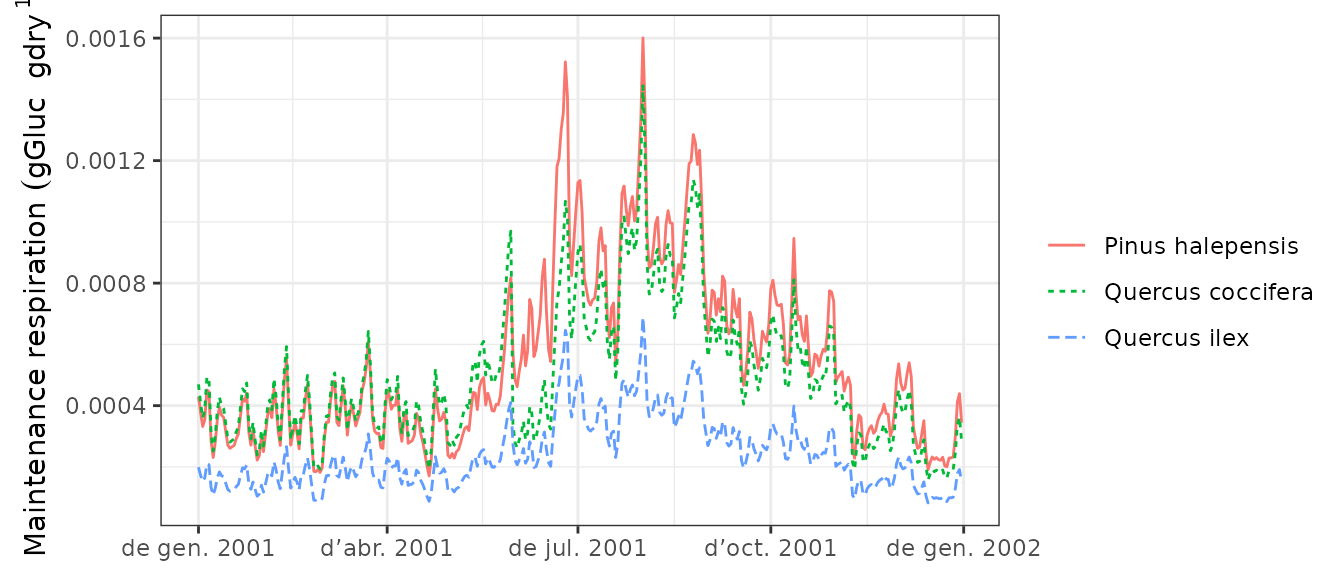 Maintenance respiration (gGluc gdry¹
0.0016
0.0012
0.0008
0.0004
de gen. 2001
d’abr. 2001
de jul. 2001
d’oct. 2001
de gen. 2002
Pinus halepensis
Quercus coccifera
Quercus ilex